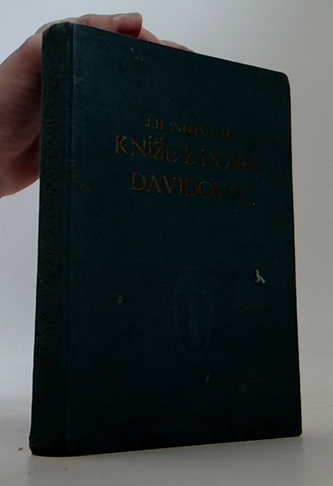 J.H. INGRAHAM
KNÍŽE Z DOMU
DAVIDOVA